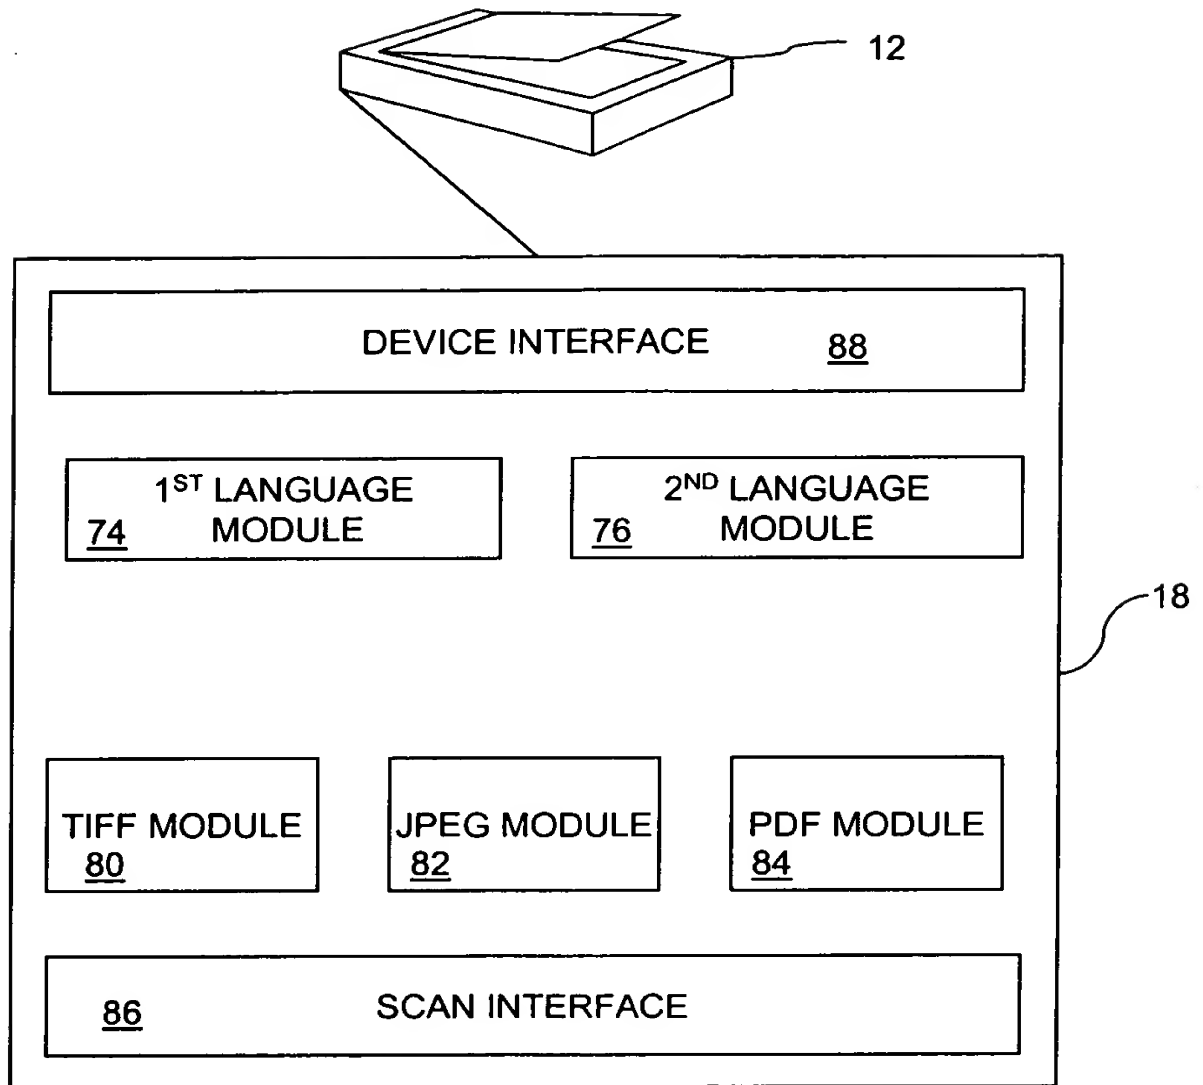 12
DEVICE INTERFACE 88
1ST LANGUAGE
74 MODULE
2ND LANGUAGE
76 MODULE
18
TIFF MODULE
80
JPEG MODULE
82
PDF MODULE
84
86 SCAN INTERFACE